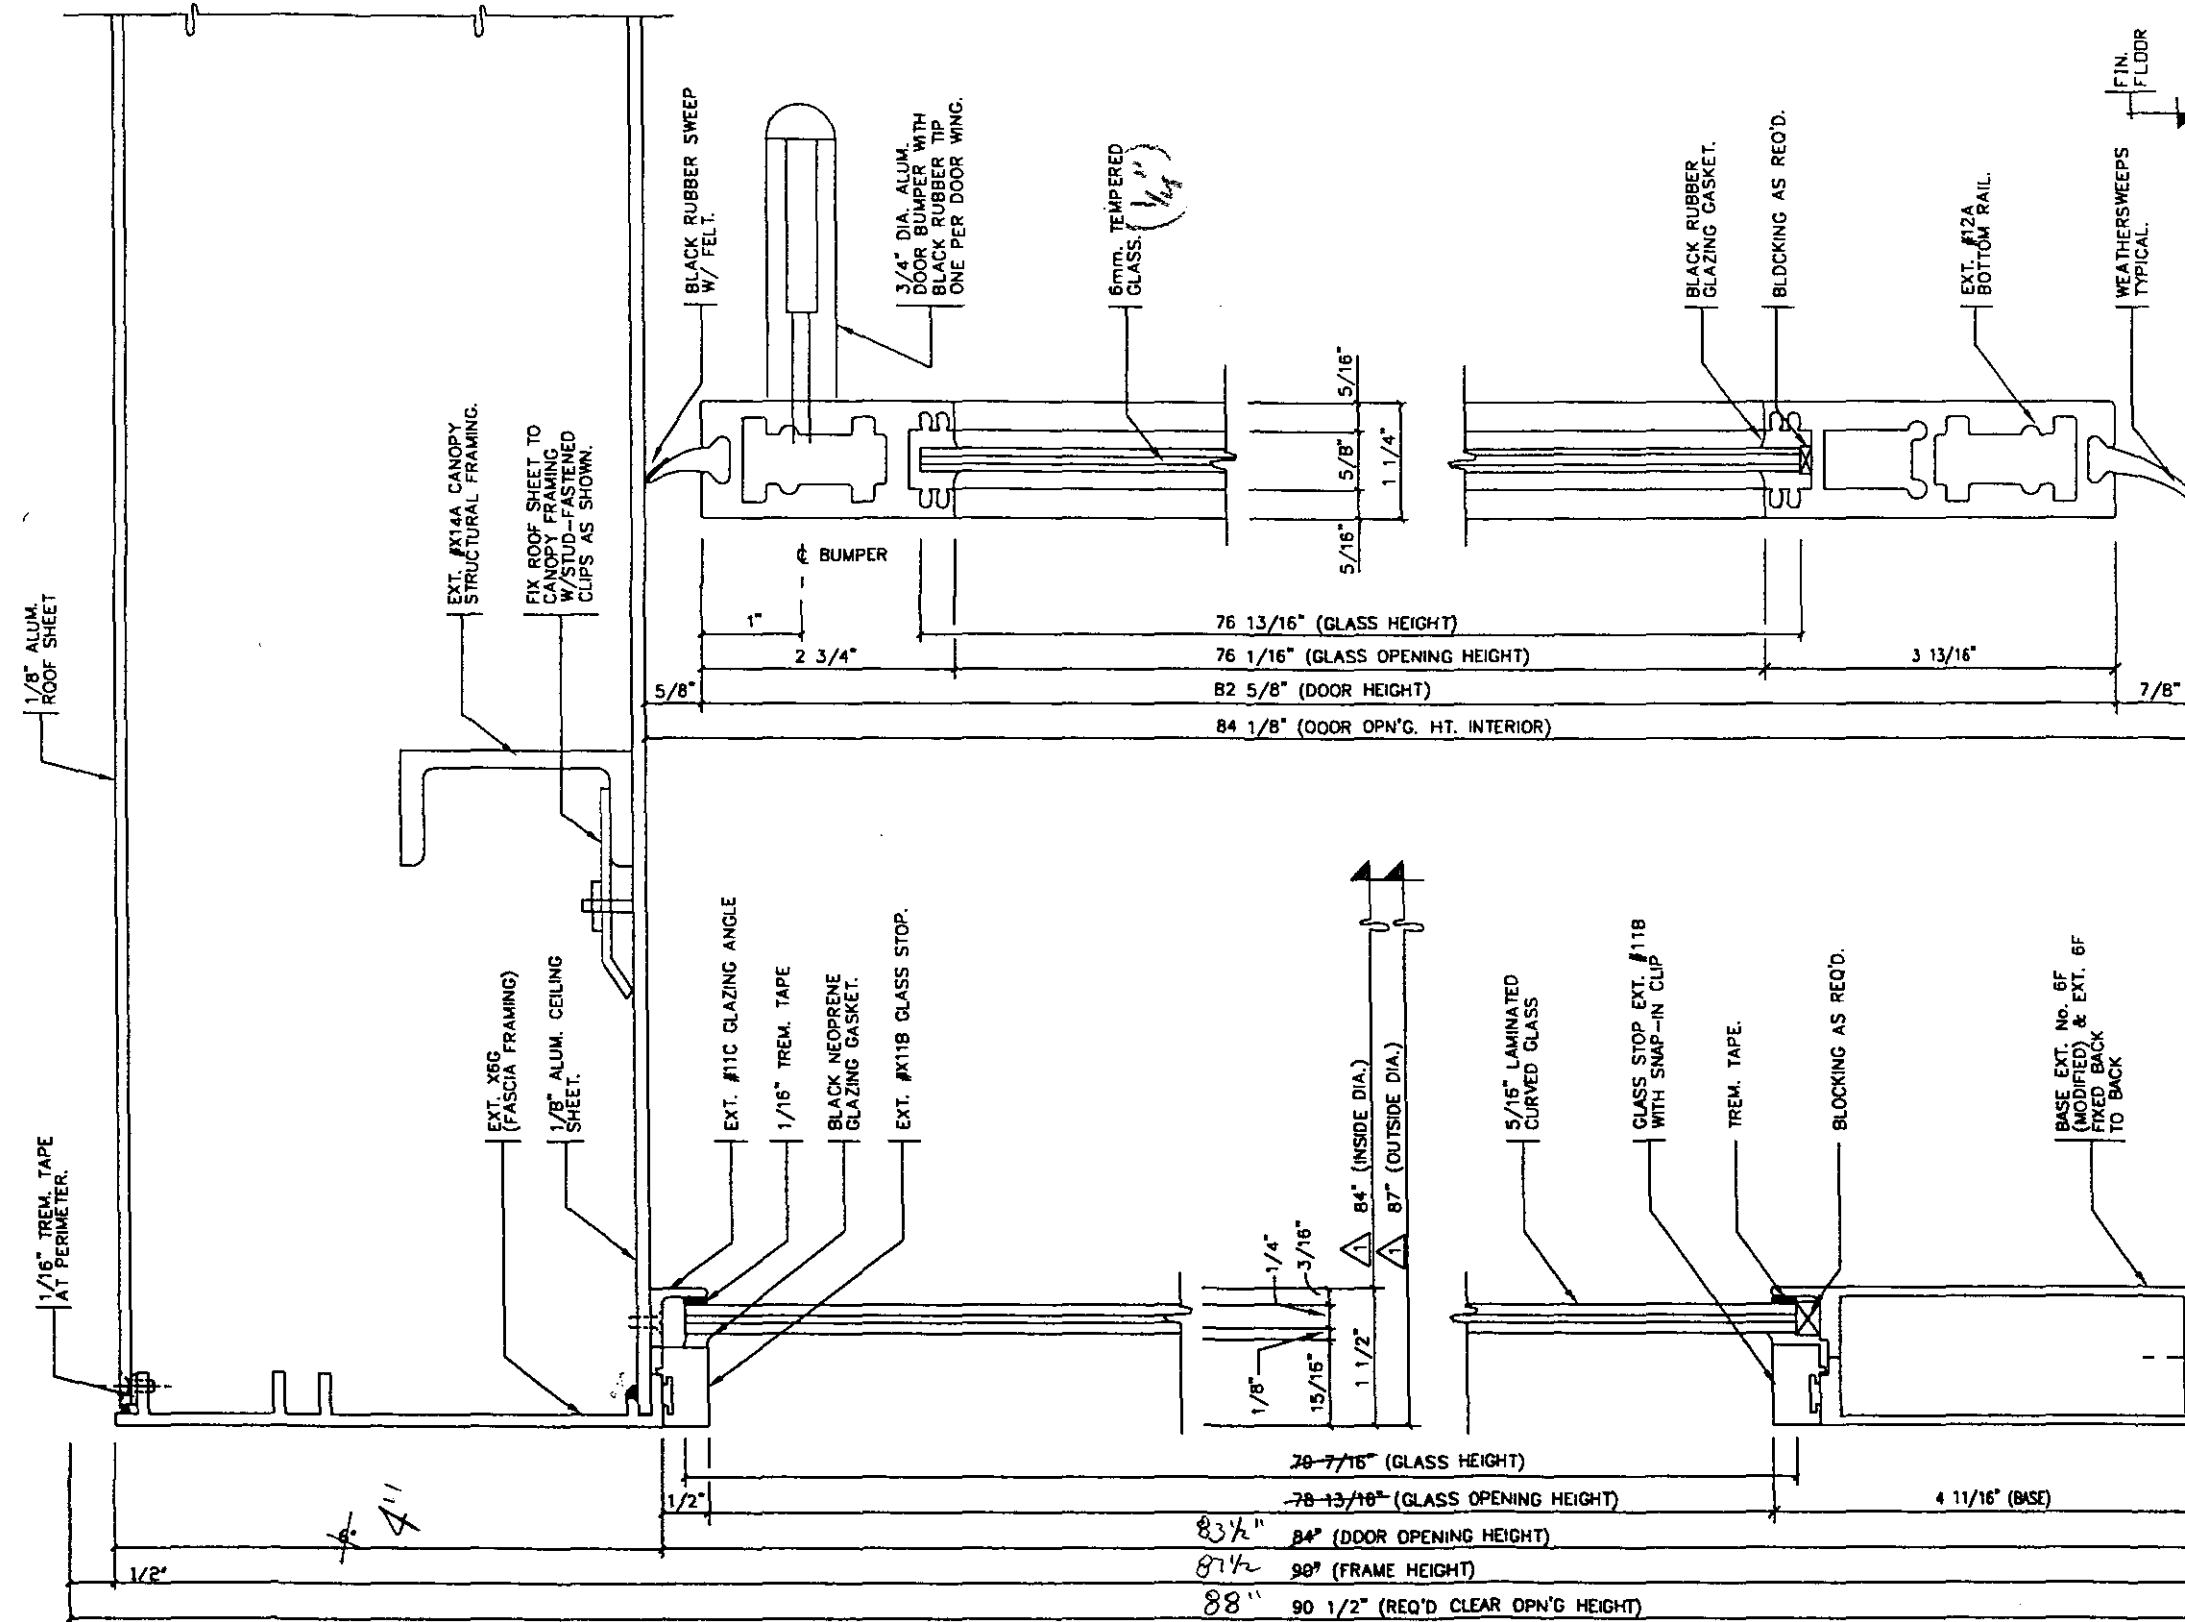 1/8" ALUM.
ROOF SHEET
1/16" TREM. TAPE
AT PERIMETER.
EXT. #X14A CANOPY
STRUCTURAL FRAMING.
FIX ROOF SHEET TO
CANOPY FRAMING
W/STUD-FASTENED
CLIPS AS SHOWN.
BLACK RUBBER SWEEP
W/ FELT.
3/4" DIA. ALUM.
DOOR BUMPER WITH
BLACK RUBBER TIP
ONE PER DOOR WING.
6mm. TEMPERED
GLASS.
(1/4")
BLACK RUBBER
GLAZING GASKET.
BLOCKING AS REQ'D.
EXT. #12A
BOTTOM RAIL.
WEATHERSWEEPS
TYPICAL.
FIN.
FLOOR
5/16"
5/8"
5/16"
1 1/4"
℄ BUMPER
1"
76 13/16" (GLASS HEIGHT)
2 3/4"
76 1/16" (GLASS OPENING HEIGHT)
3 13/16"
5/8"
82 5/8" (DOOR HEIGHT)
7/8"
84 1/8" (DOOR OPN'G. HT. INTERIOR)
EXT. X6G
(FASCIA FRAMING)
1/8" ALUM. CEILING
SHEET.
EXT. #11C GLAZING ANGLE
1/16" TREM. TAPE
BLACK NEOPRENE
GLAZING GASKET.
EXT. #X11B GLASS STOP.
1/4"
3/16"
1/8"
15/16"
1 1/2"
1 84" (INSIDE DIA.)
1 87" (OUTSIDE DIA.)
5/16" LAMINATED
CURVED GLASS
GLASS STOP EXT. #11B
WITH SNAP-IN CLIP
TREM. TAPE.
BLOCKING AS REQ'D.
BASE EXT. No. 6F
(MODIFIED) & EXT. 6F
FIXED BACK
TO BACK
79 7/16" (GLASS HEIGHT)
1/2"
78 13/16" (GLASS OPENING HEIGHT)
4 11/16" (BASE)
6" 4"
83 1/2" 84" (DOOR OPENING HEIGHT)
1/2"
87 1/2 90" (FRAME HEIGHT)
88" 90 1/2" (REQ'D CLEAR OPN'G HEIGHT)